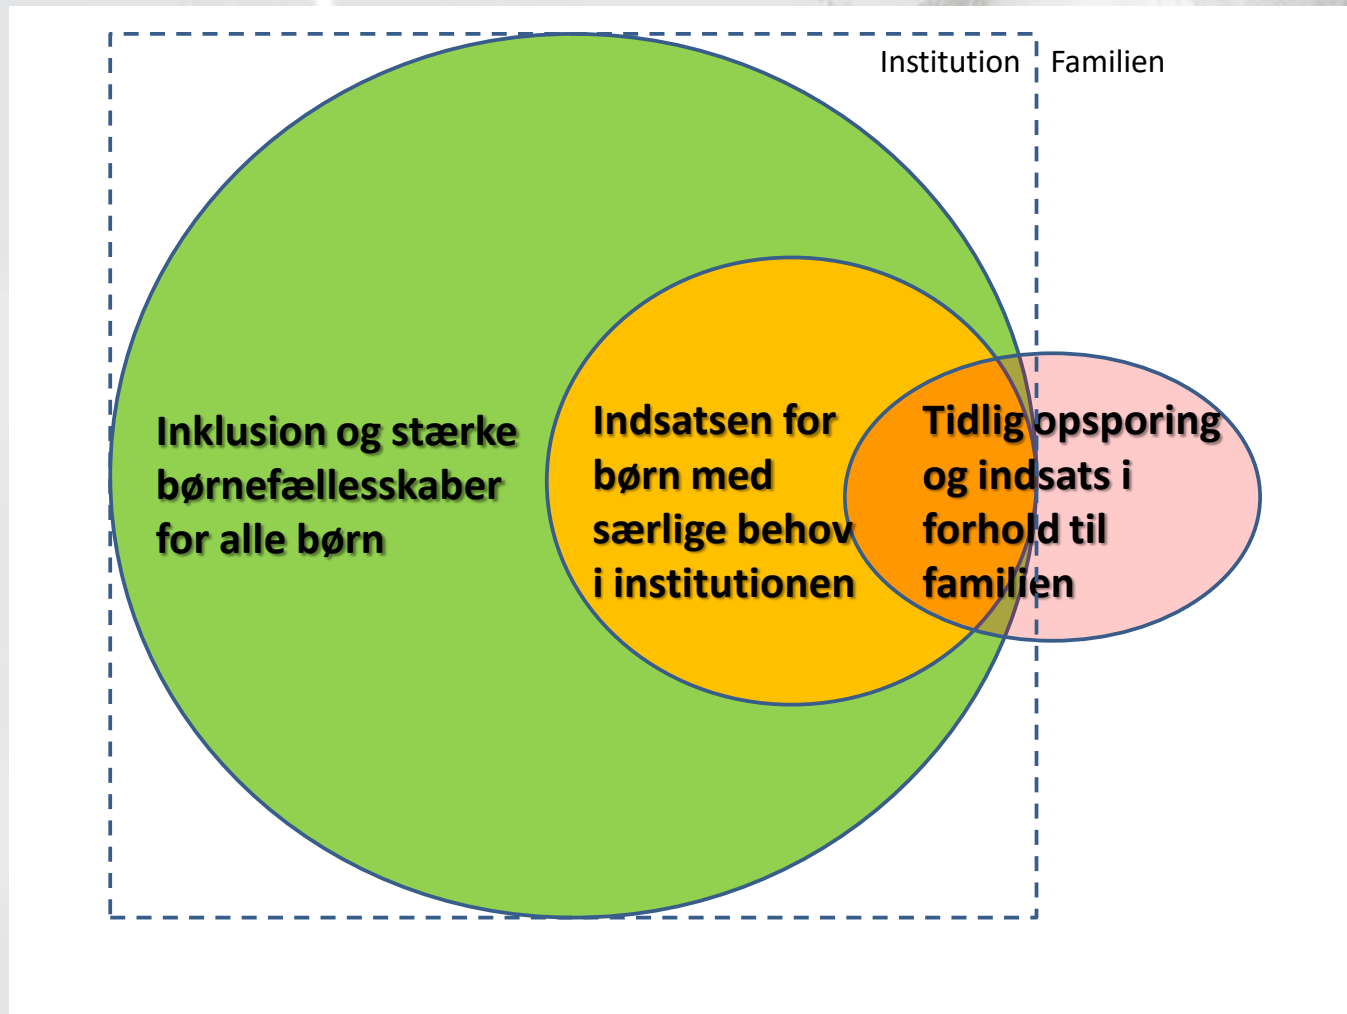 Institution
Familien
Inklusion og stærke
børnefællesskaber
for alle børn
Indsatsen for
børn med
særlige behov
i institutionen
Tidlig opsporing
og indsats i
forhold til
familien